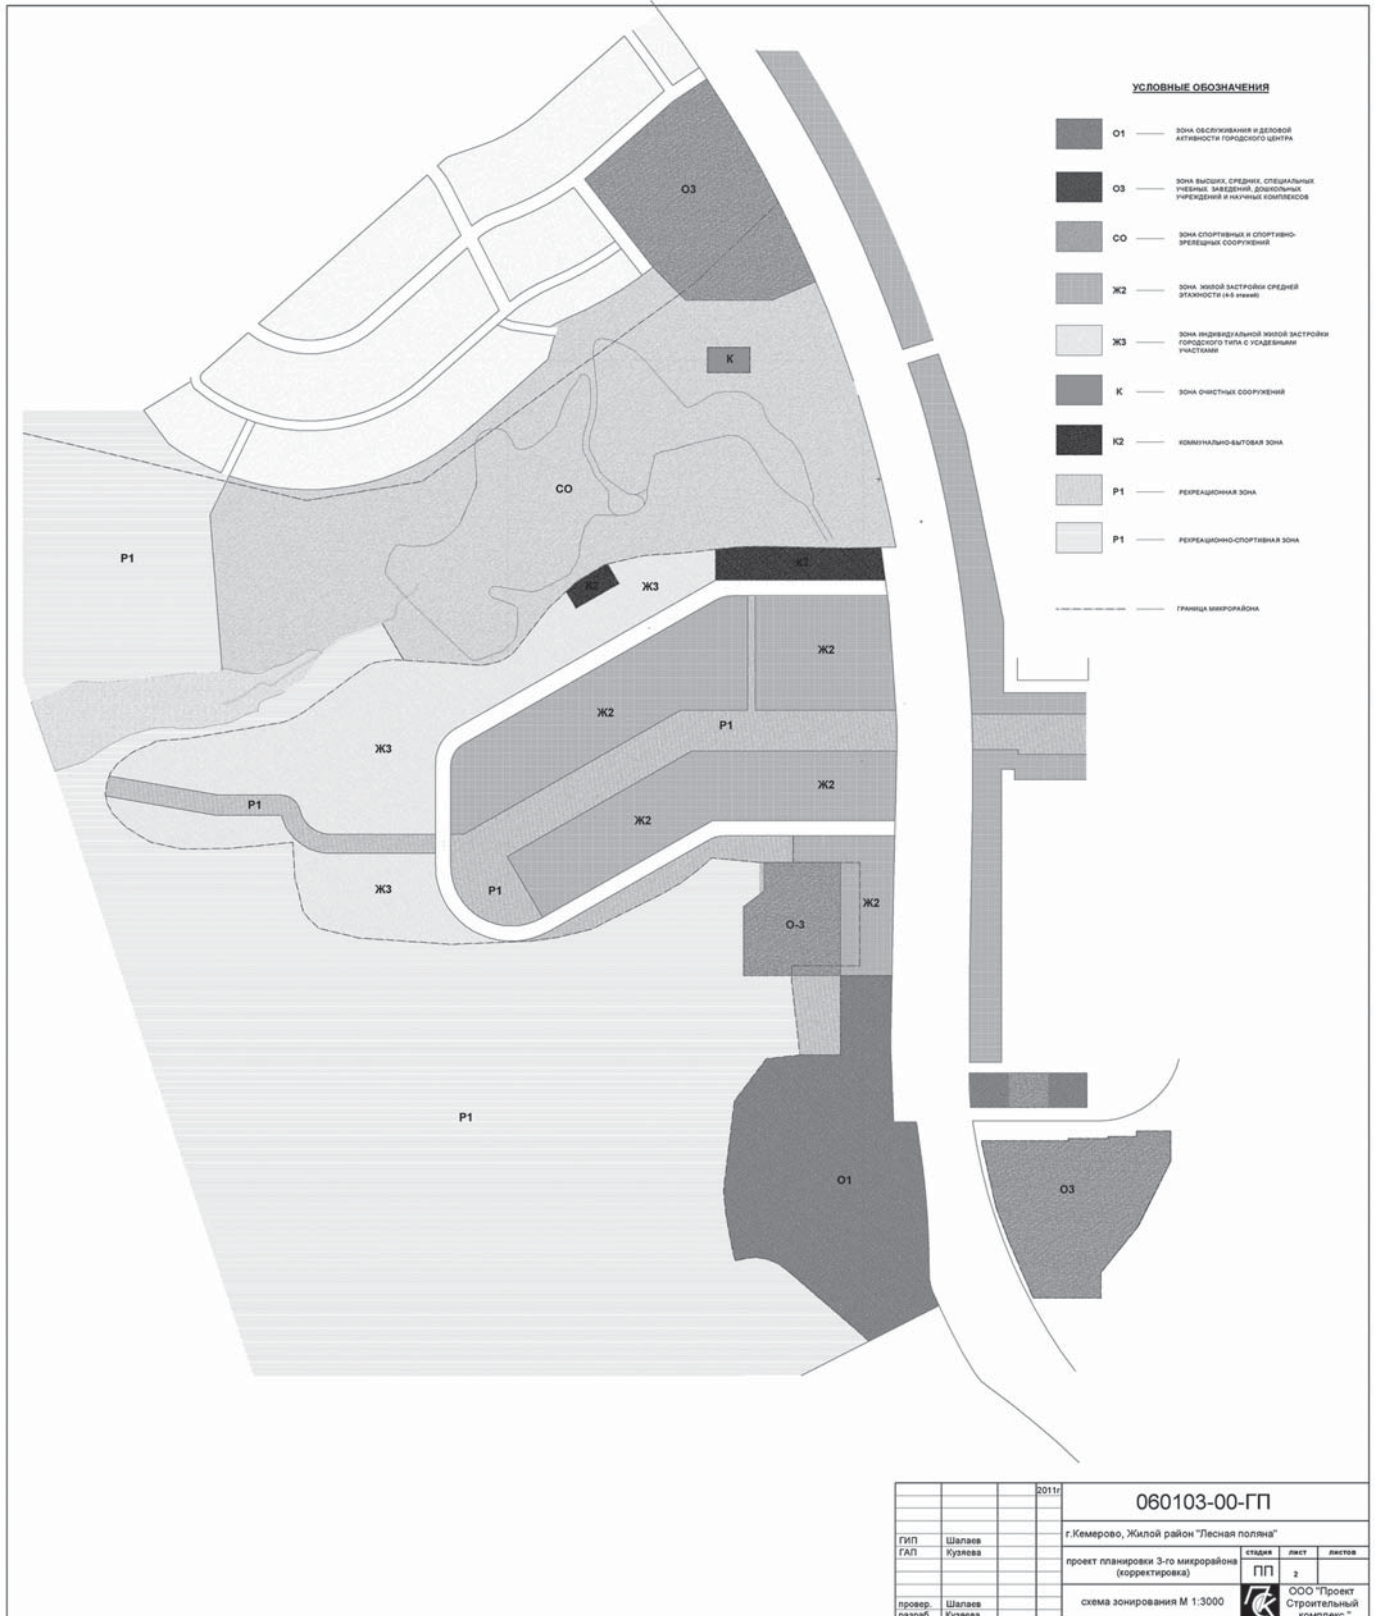 УСЛОВНЫЕ ОБОЗНАЧЕНИЯ
О1
ЗОНА ОБСЛУЖИВАНИЯ И ДЕЛОВОЙ
АКТИВНОСТИ ГОРОДСКОГО ЦЕНТРА
О3
ЗОНА ВЫСШИХ, СРЕДНИХ, СПЕЦИАЛЬНЫХ
УЧЕБНЫХ ЗАВЕДЕНИЙ, ДОШКОЛЬНЫХ
УЧРЕЖДЕНИЙ И НАУЧНЫХ КОМПЛЕКСОВ
СО
ЗОНА СПОРТИВНЫХ И СПОРТИВНО-
ЗРЕЛЕЩНЫХ СООРУЖЕНИЙ
Ж2
ЗОНА ЖИЛОЙ ЗАСТРОЙКИ СРЕДНЕЙ
ЭТАЖНОСТИ (4-5 этажей)
Ж3
ЗОНА ИНДИВИДУАЛЬНОЙ ЖИЛОЙ ЗАСТРОЙКИ
ГОРОДСКОГО ТИПА С УСАДЕБНЫМИ
УЧАСТКАМИ
К
ЗОНА ОЧИСТНЫХ СООРУЖЕНИЙ
К2
КОММУНАЛЬНО-БЫТОВАЯ ЗОНА
Р1
РЕКРЕАЦИОННАЯ ЗОНА
Р1
РЕКРЕАЦИОННО-СПОРТИВНАЯ ЗОНА
ГРАНИЦА МИКРОРАЙОНА
О3
К
СО
Р1
К2
К2
Ж3
Ж2
Ж2
Р1
Ж3
Ж2
Р1
Ж2
Ж3
Р1
Ж2
О-3
Р1
О1
О3
2011г
060103-00-ГП
г.Кемерово, Жилой район "Лесная поляна"
ГИП Шалаев
ГАП Кузяева
проект планировки 3-го микрорайона
(корректировка)
стадия лист листов
ПП 2
схема зонирования М 1:3000
ООО "Проект
Строительный
комплекс "
провер. Шалаев
разраб. Кузяева